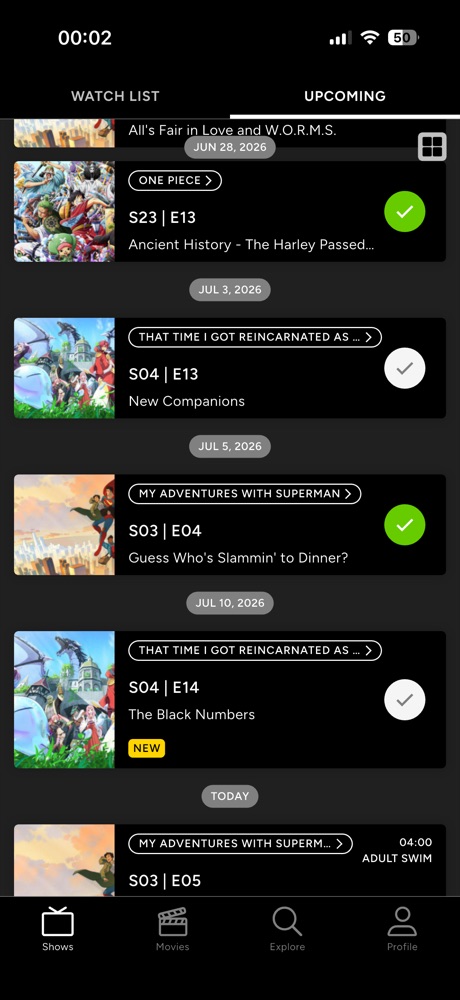 00:02
50
WATCH LIST
UPCOMING
All's Fair in Love and W.O.R.M.S.
JUN 28, 2026
ONE PIECE
S23 | E13
Ancient History - The Harley Passed...
JUL 3, 2026
THAT TIME I GOT REINCARNATED AS ...
S04 | E13
New Companions
JUL 5, 2026
MY ADVENTURES WITH SUPERMAN
S03 | E04
Guess Who's Slammin' to Dinner?
JUL 10, 2026
THAT TIME I GOT REINCARNATED AS ...
S04 | E14
The Black Numbers
NEW
TODAY
MY ADVENTURES WITH SUPERM...
04:00
ADULT SWIM
S03 | E05
Shows
Movies
Explore
Profile